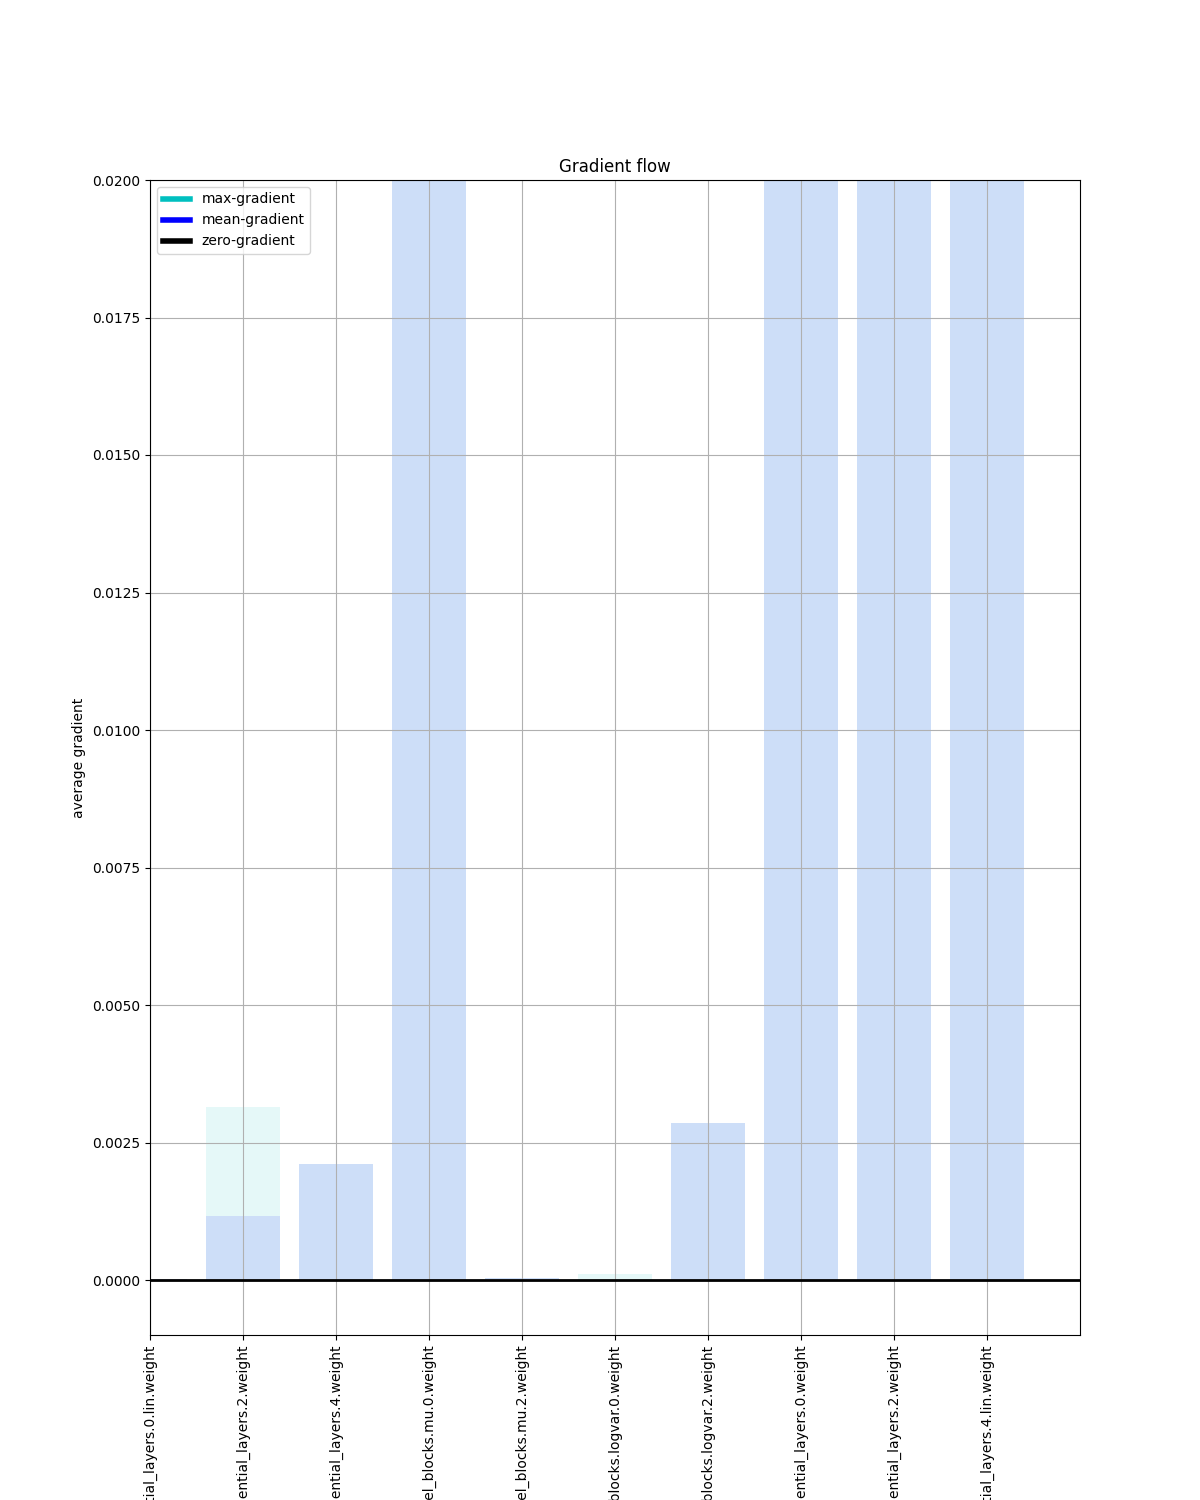 Gradient flow
max-gradient
mean-gradient
zero-gradient
0.0200
0.0175
0.0150
0.0125
0.0100
0.0075
0.0050
0.0025
0.0000
average gradient
tial_layers.0.lin.weight
ential_layers.2.weight
ential_layers.4.weight
el_blocks.mu.0.weight
el_blocks.mu.2.weight
blocks.logvar.0.weight
blocks.logvar.2.weight
ential_layers.0.weight
ential_layers.2.weight
tial_layers.4.lin.weight